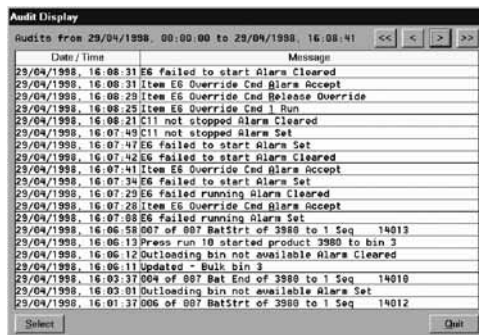 Audit Display
Audits from 29/04/1998, 00:00:00 to 29/04/1998, 16:08:41 << < > >>
Date / Time Message
29/04/1998, 16:08:31 E6 failed to start Alarm Cleared
29/04/1998, 16:08:31 Item E6 Override Cmd Alarm Accept
29/04/1998, 16:08:29 Item E6 Override Cmd Release Override
29/04/1998, 16:08:25 Item E6 Override Cmd 1 Run
29/04/1998, 16:08:21 C11 not stopped Alarm Cleared
29/04/1998, 16:07:49 C11 not stopped Alarm Set
29/04/1998, 16:07:47 E6 failed to start Alarm Set
29/04/1998, 16:07:42 E6 failed to start Alarm Cleared
29/04/1998, 16:07:41 Item E6 Override Cmd Alarm Accept
29/04/1998, 16:07:34 E6 failed to start Alarm Set
29/04/1998, 16:07:29 E6 failed running Alarm Cleared
29/04/1998, 16:07:28 Item E6 Override Cmd Alarm Accept
29/04/1998, 16:07:08 E6 failed running Alarm Set
29/04/1998, 16:06:58 007 of 007 BatStrt of 3980 to 1 Seq 14013
29/04/1998, 16:06:13 Press run 10 started product 3980 to bin 3
29/04/1998, 16:06:12 Outloading bin not available Alarm Cleared
29/04/1998, 16:06:11 Updated - Bulk bin 3
29/04/1998, 16:03:37 004 of 007 Bat End of 3980 to 1 Seq 14010
29/04/1998, 16:03:01 Outloading bin not available Alarm Set
29/04/1998, 16:01:37 006 of 007 BatStrt of 3980 to 1 Seq 14012
Select Quit